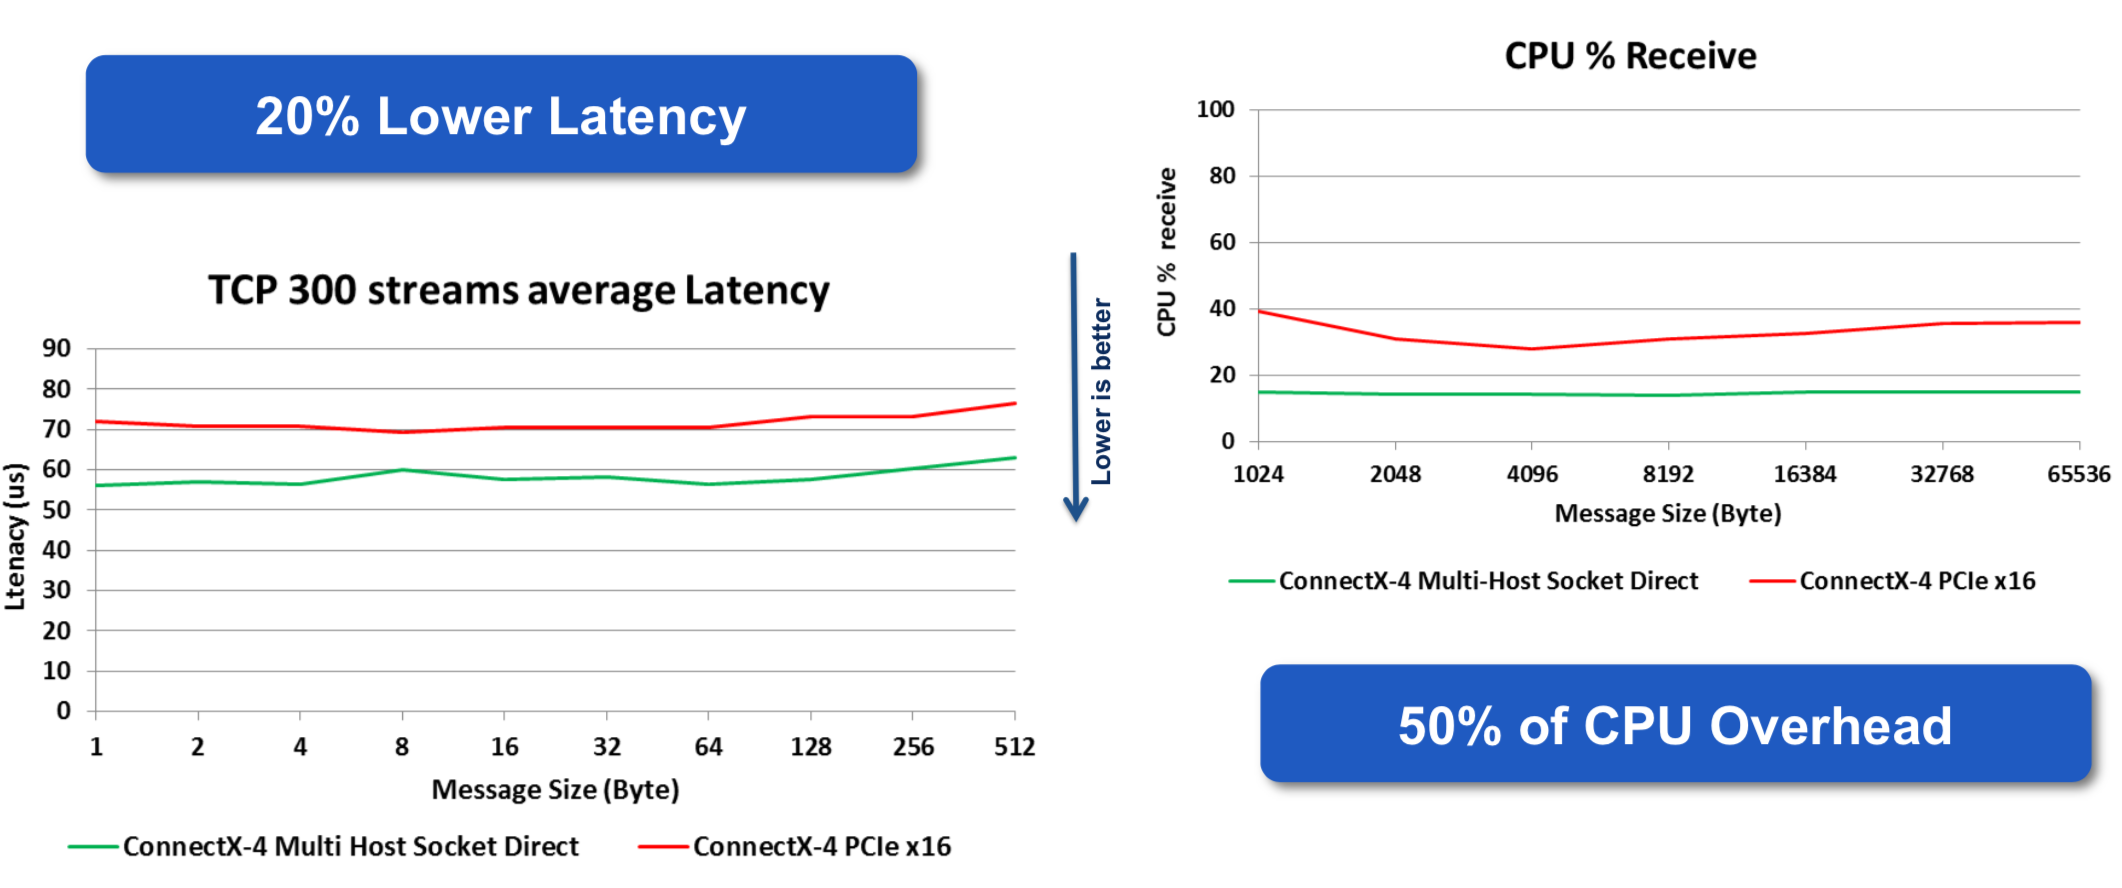 20% Lower Latency
TCP 300 streams average Latency
Ltenacy (us)
90
80
70
60
50
40
30
20
10
0
1 2 4 8 16 32 64 128 256 512
Message Size (Byte)
ConnectX-4 Multi Host Socket Direct ConnectX-4 PCIe x16
Lower is better
CPU % Receive
CPU % receive
100
80
60
40
20
0
1024 2048 4096 8192 16384 32768 65536
Message Size (Byte)
ConnectX-4 Multi-Host Socket Direct ConnectX-4 PCIe x16
50% of CPU Overhead